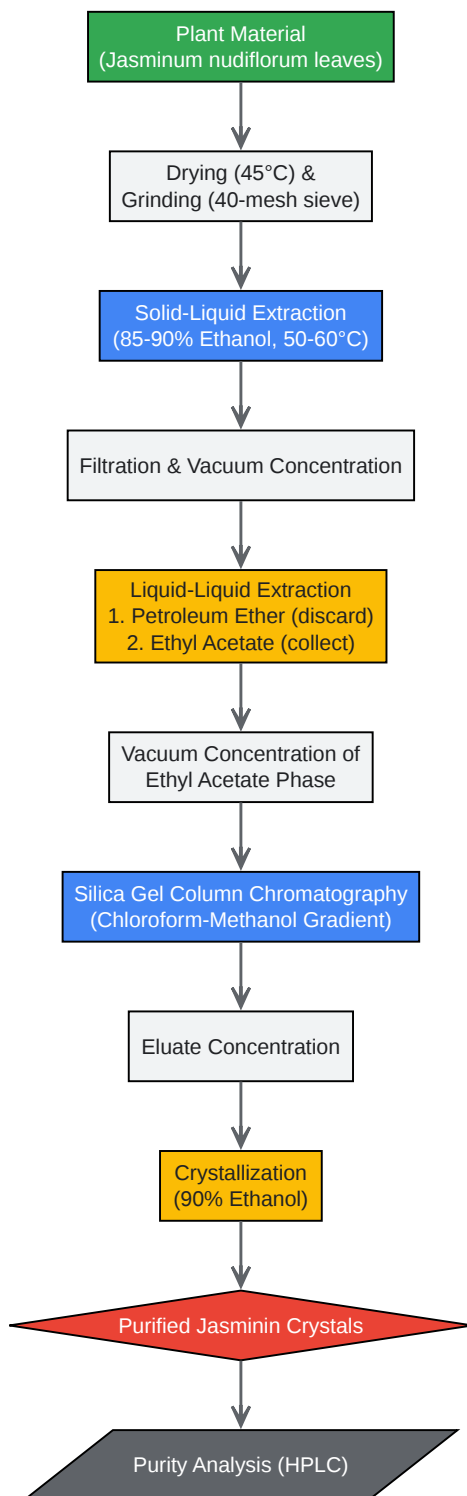 Plant Material
(Jasminum nudiflorum leaves)
Drying (45°C) &
Grinding (40-mesh sieve)
Solid-Liquid Extraction
(85-90% Ethanol, 50-60°C)
Filtration & Vacuum Concentration
Liquid-Liquid Extraction
1. Petroleum Ether (discard)
2. Ethyl Acetate (collect)
Vacuum Concentration of
Ethyl Acetate Phase
Silica Gel Column Chromatography
(Chloroform-Methanol Gradient)
Eluate Concentration
Crystallization
(90% Ethanol)
Purified Jasminin Crystals
Purity Analysis (HPLC)